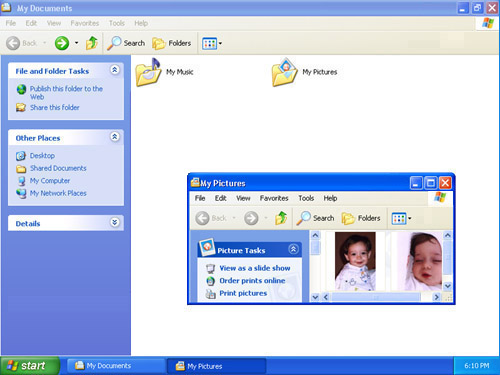 My Documents
File Edit View Favorites Tools Help
Back Search Folders
File and Folder Tasks
Publish this folder to the
Web
Share this folder
Other Places
Desktop
Shared Documents
My Computer
My Network Places
Details
My Music My Pictures
My Pictures
File Edit View Favorites Tools Help
Back Search Folders
Picture Tasks
View as a slide show
Order prints online
Print pictures
start My Documents My Pictures 6:10 PM